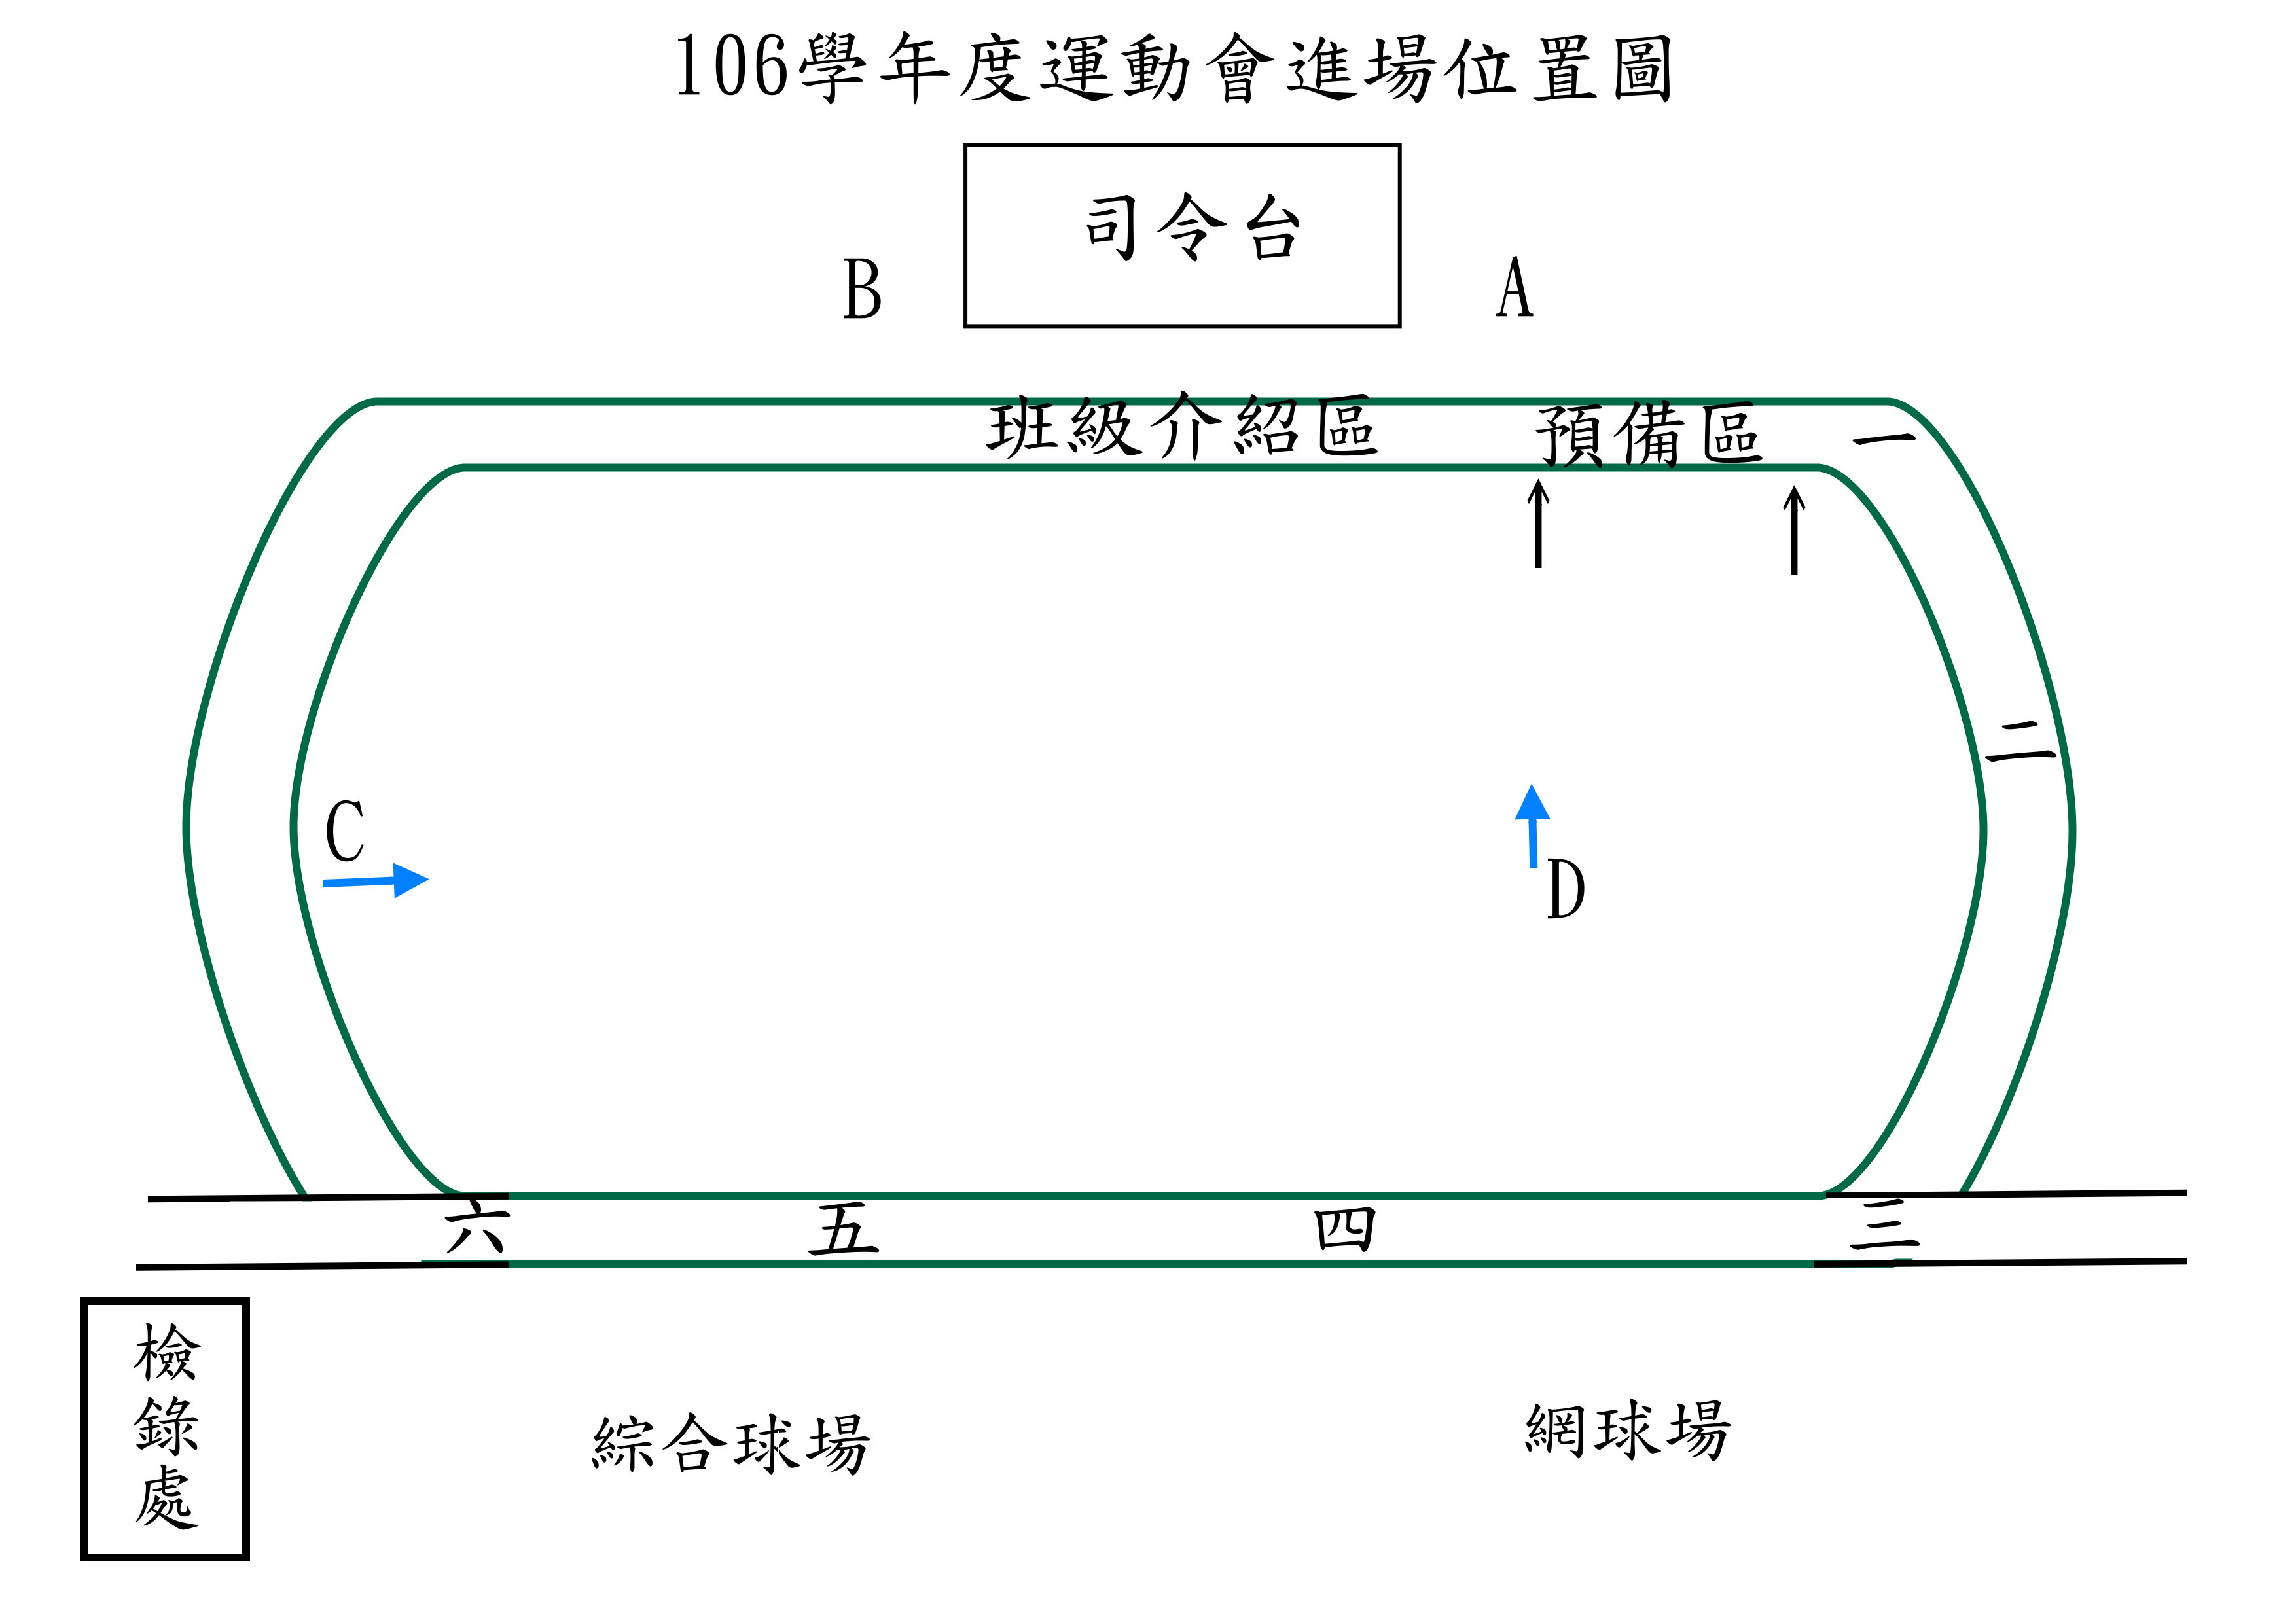 106學年度運動會進場位置圖
司令台
B
A
班級介紹區
預備區
一
二
C
D
六
五
四
三
檢錄處
綜合球場
網球場